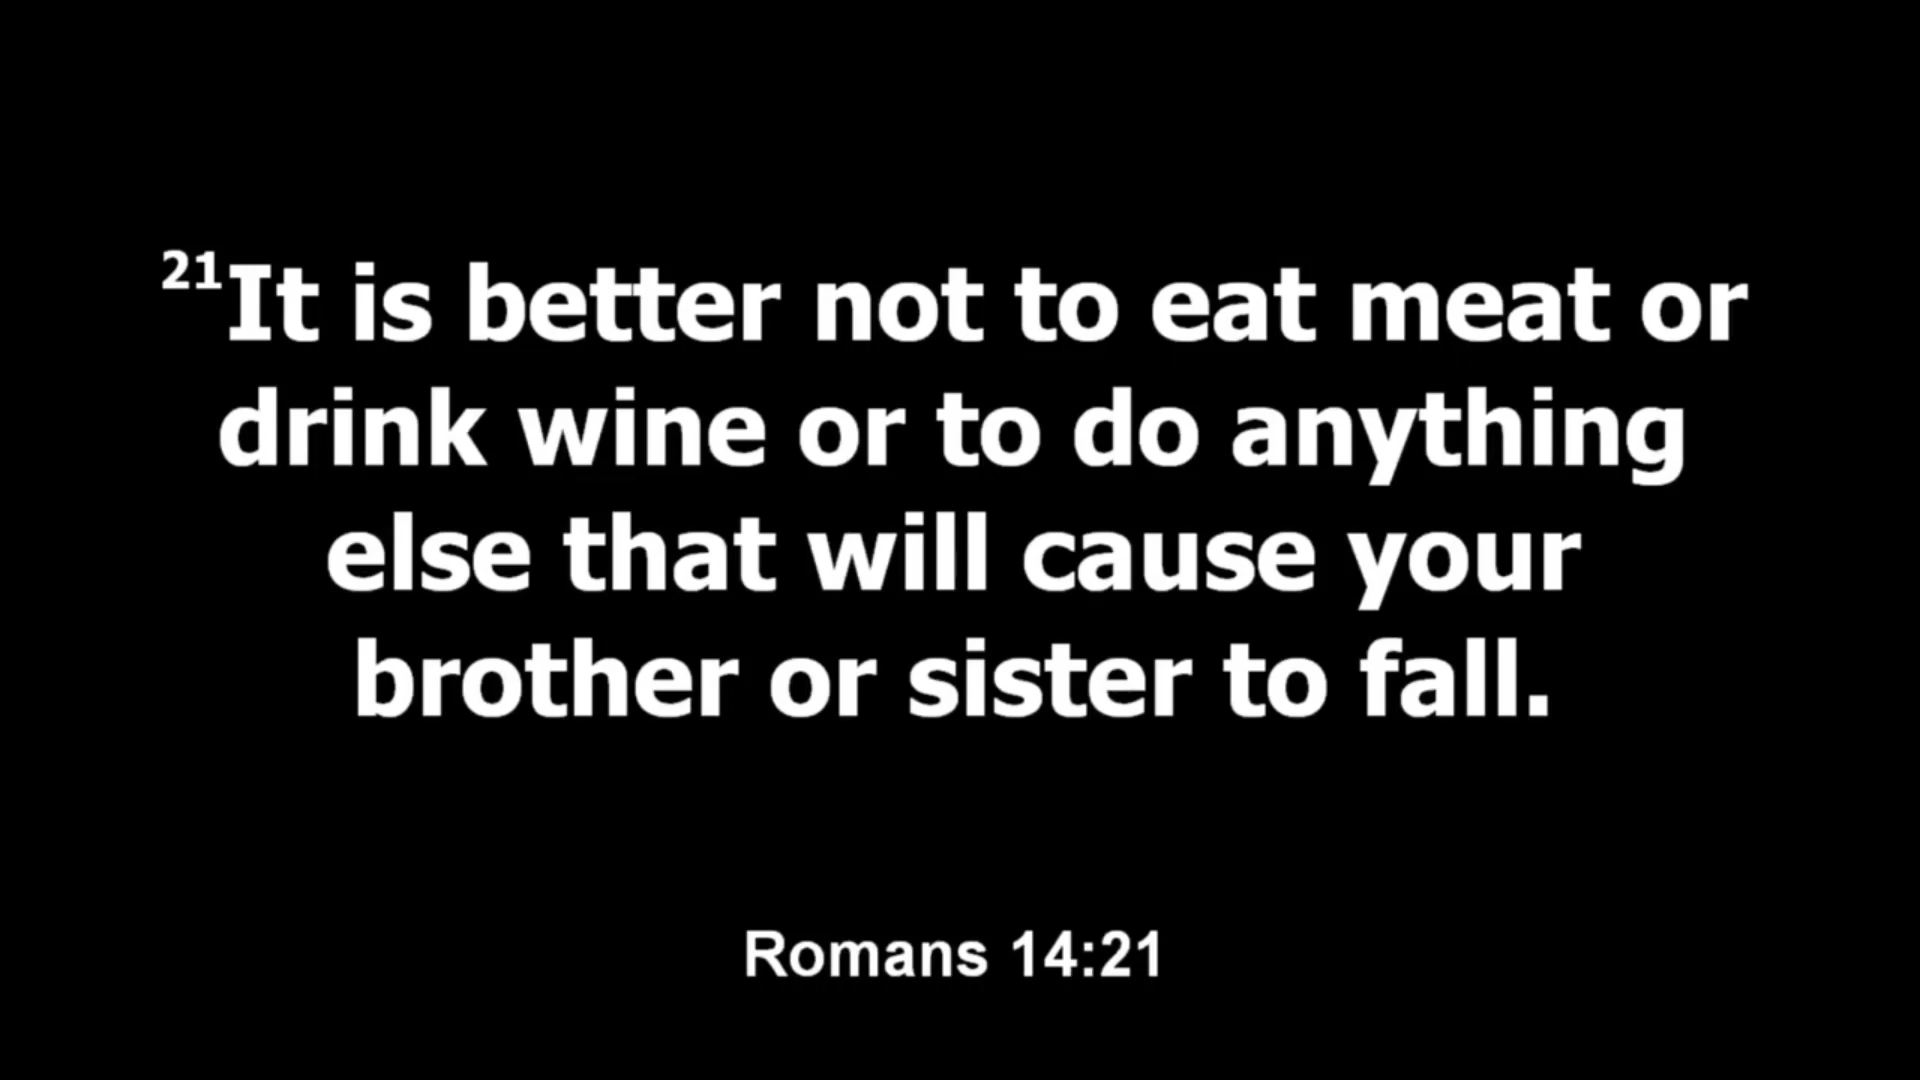 21It is better not to eat meat or
drink wine or to do anything
else that will cause your
brother or sister to fall.
Romans 14:21